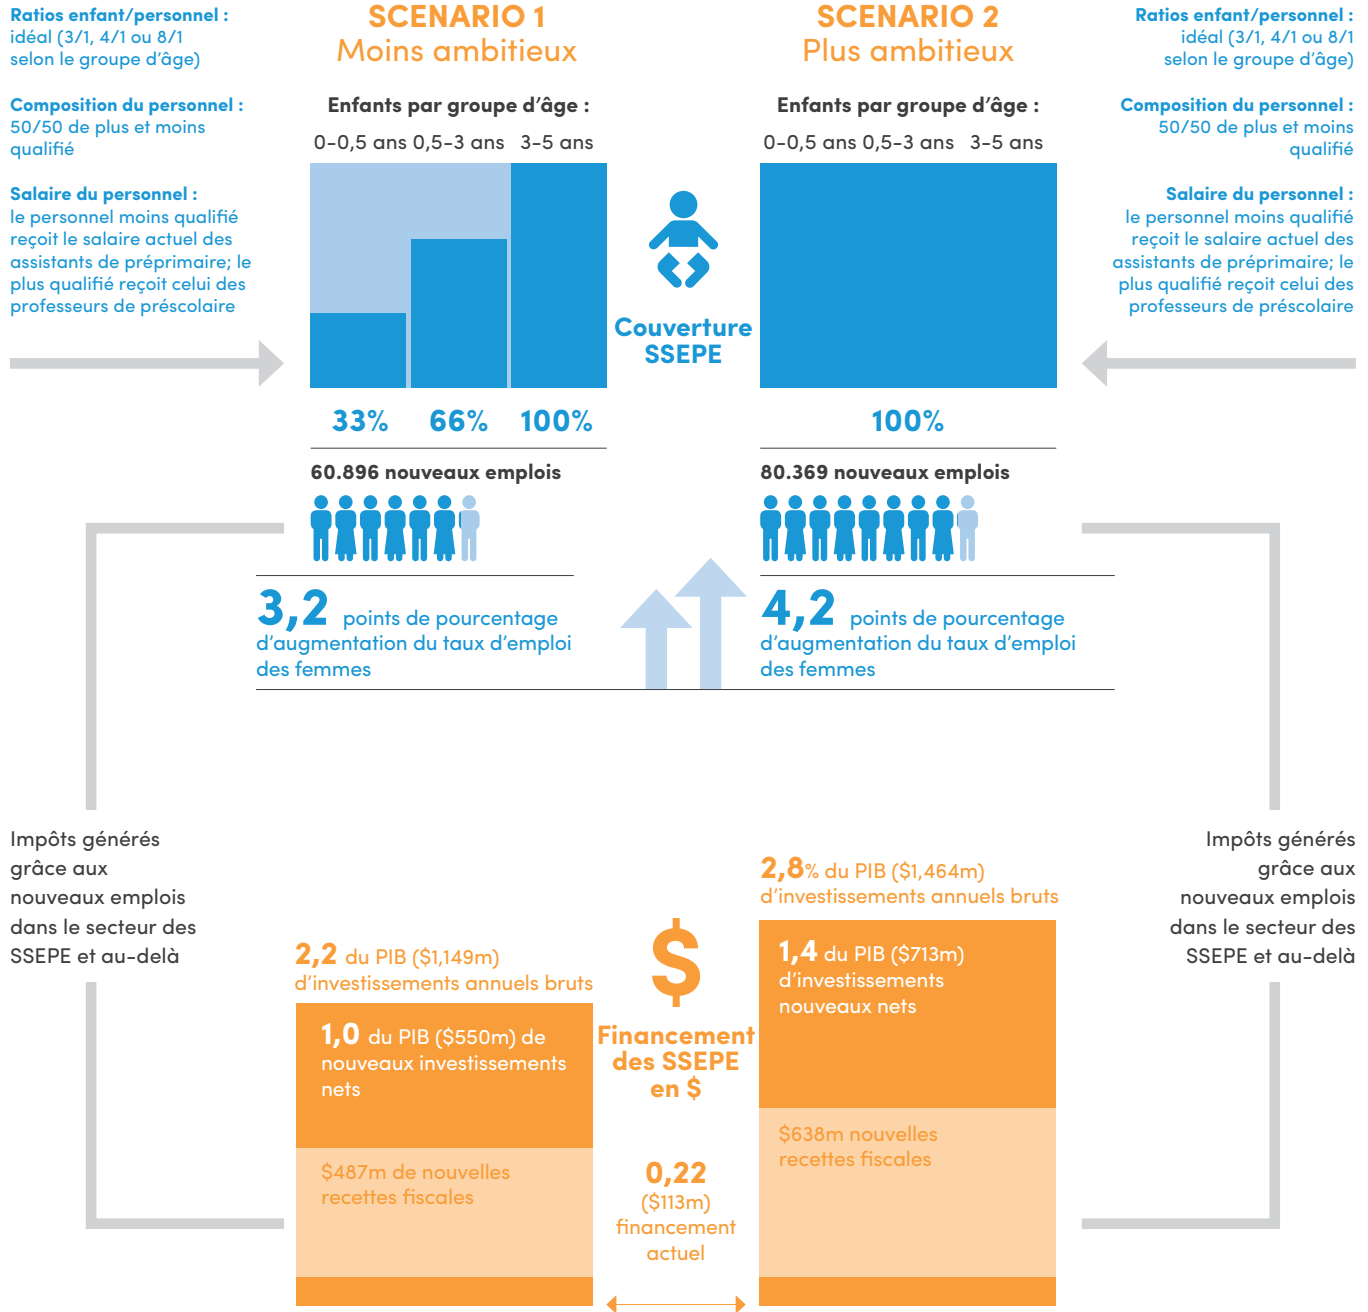 Ratios enfant/personnel :
idéal (3/1, 4/1 ou 8/1
selon le groupe d'âge)
Composition du personnel :
50/50 de plus et moins
qualifié
Salaire du personnel :
le personnel moins qualifié
reçoit le salaire actuel des
assistants de préprimaire; le
plus qualifié reçoit celui des
professeurs de préscolaire
SCENARIO 1
Moins ambitieux
Enfants par groupe d'âge :
0-0,5 ans 0,5-3 ans 3-5 ans
33% 66% 100%
60.896 nouveaux emplois
3,2 points de pourcentage
d'augmentation du taux d'emploi
des femmes
Couverture
SSEPE
SCENARIO 2
Plus ambitieux
Enfants par groupe d'âge :
0-0,5 ans 0,5-3 ans 3-5 ans
100%
80.369 nouveaux emplois
4,2 points de pourcentage
d'augmentation du taux d'emploi
des femmes
Ratios enfant/personnel :
idéal (3/1, 4/1 ou 8/1
selon le groupe d'âge)
Composition du personnel :
50/50 de plus et moins
qualifié
Salaire du personnel :
le personnel moins qualifié
reçoit le salaire actuel des
assistants de préprimaire; le
plus qualifié reçoit celui des
professeurs de préscolaire
Impôts générés
grâce aux
nouveaux emplois
dans le secteur des
SSEPE et au-delà
2,2 du PIB ($1,149m)
d'investissements annuels bruts
1,0 du PIB ($550m) de
nouveaux investissements
nets
$487m de nouvelles
recettes fiscales
$
Financement
des SSEPE
en $
0,22
($113m)
financement
actuel
2,8% du PIB ($1,464m)
d'investissements annuels bruts
1,4 du PIB ($713m)
d'investissements
nouveaux nets
$638m nouvelles
recettes fiscales
Impôts générés
grâce aux
nouveaux emplois
dans le secteur des
SSEPE et au-delà